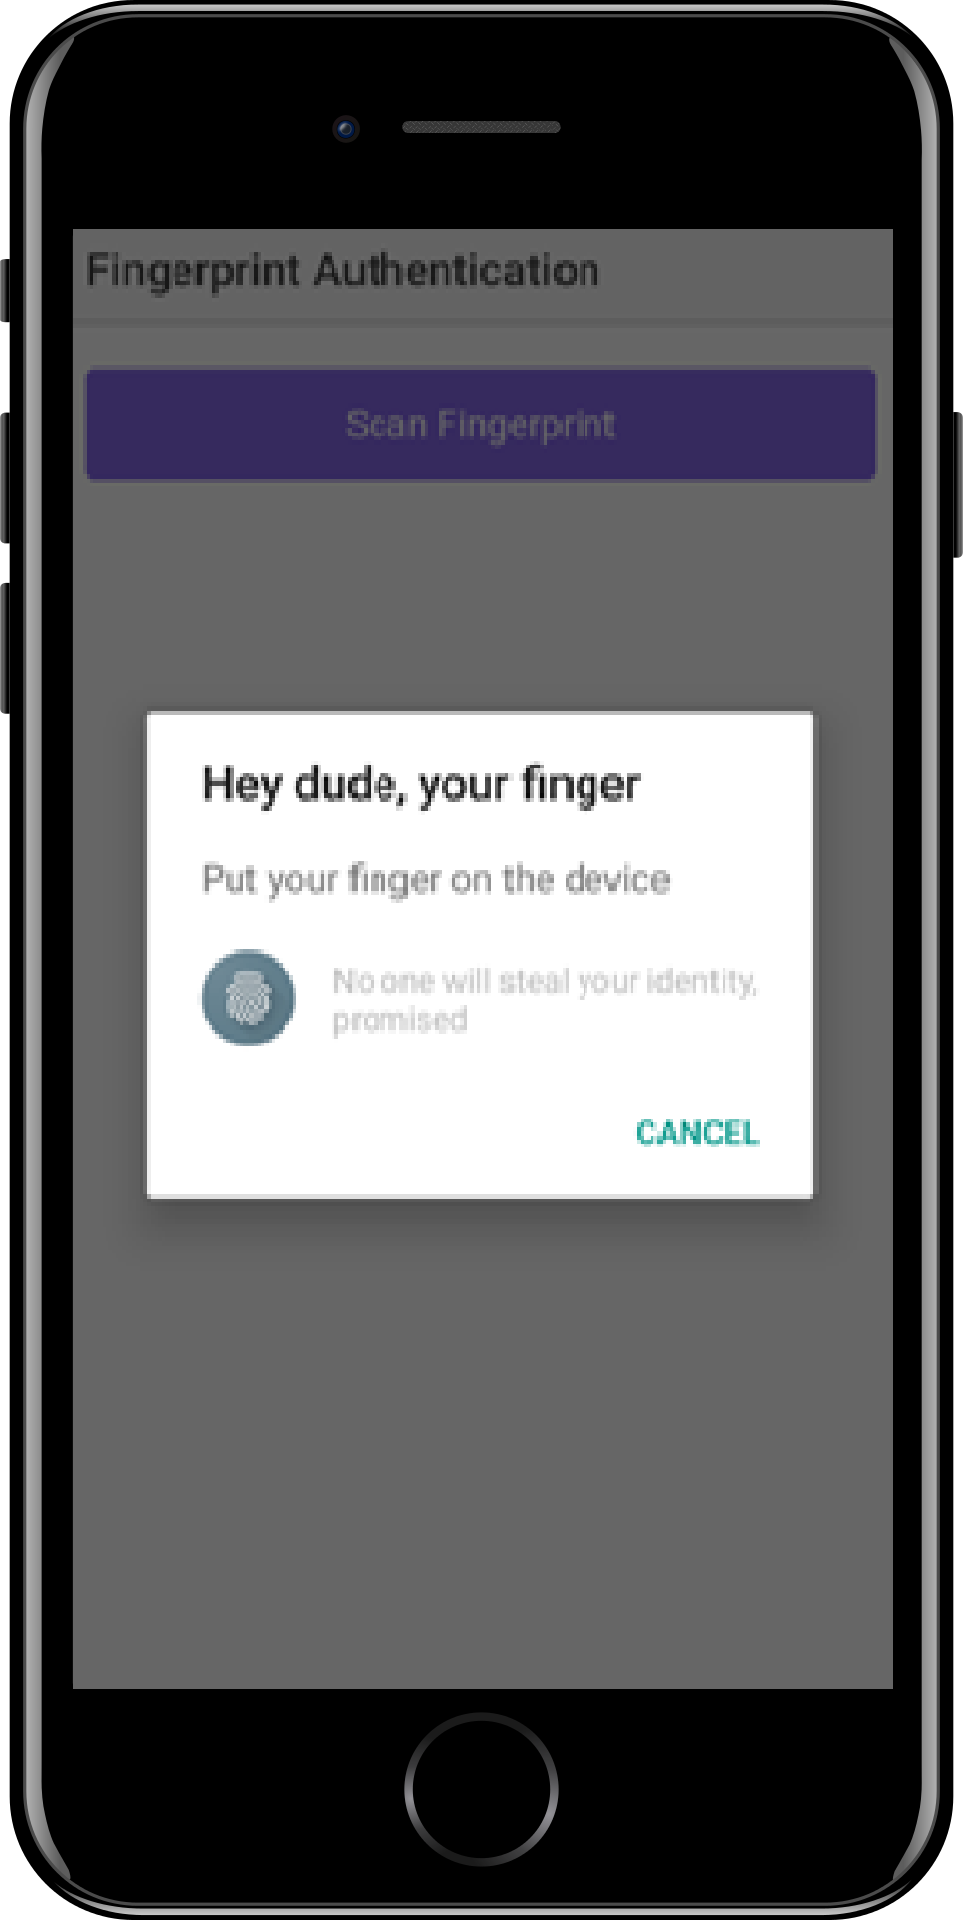 Fingerprint Authentication
Scan Fingerprint
Hey dude, your finger
Put your finger on the device
No one will steal your identity,
promised
CANCEL